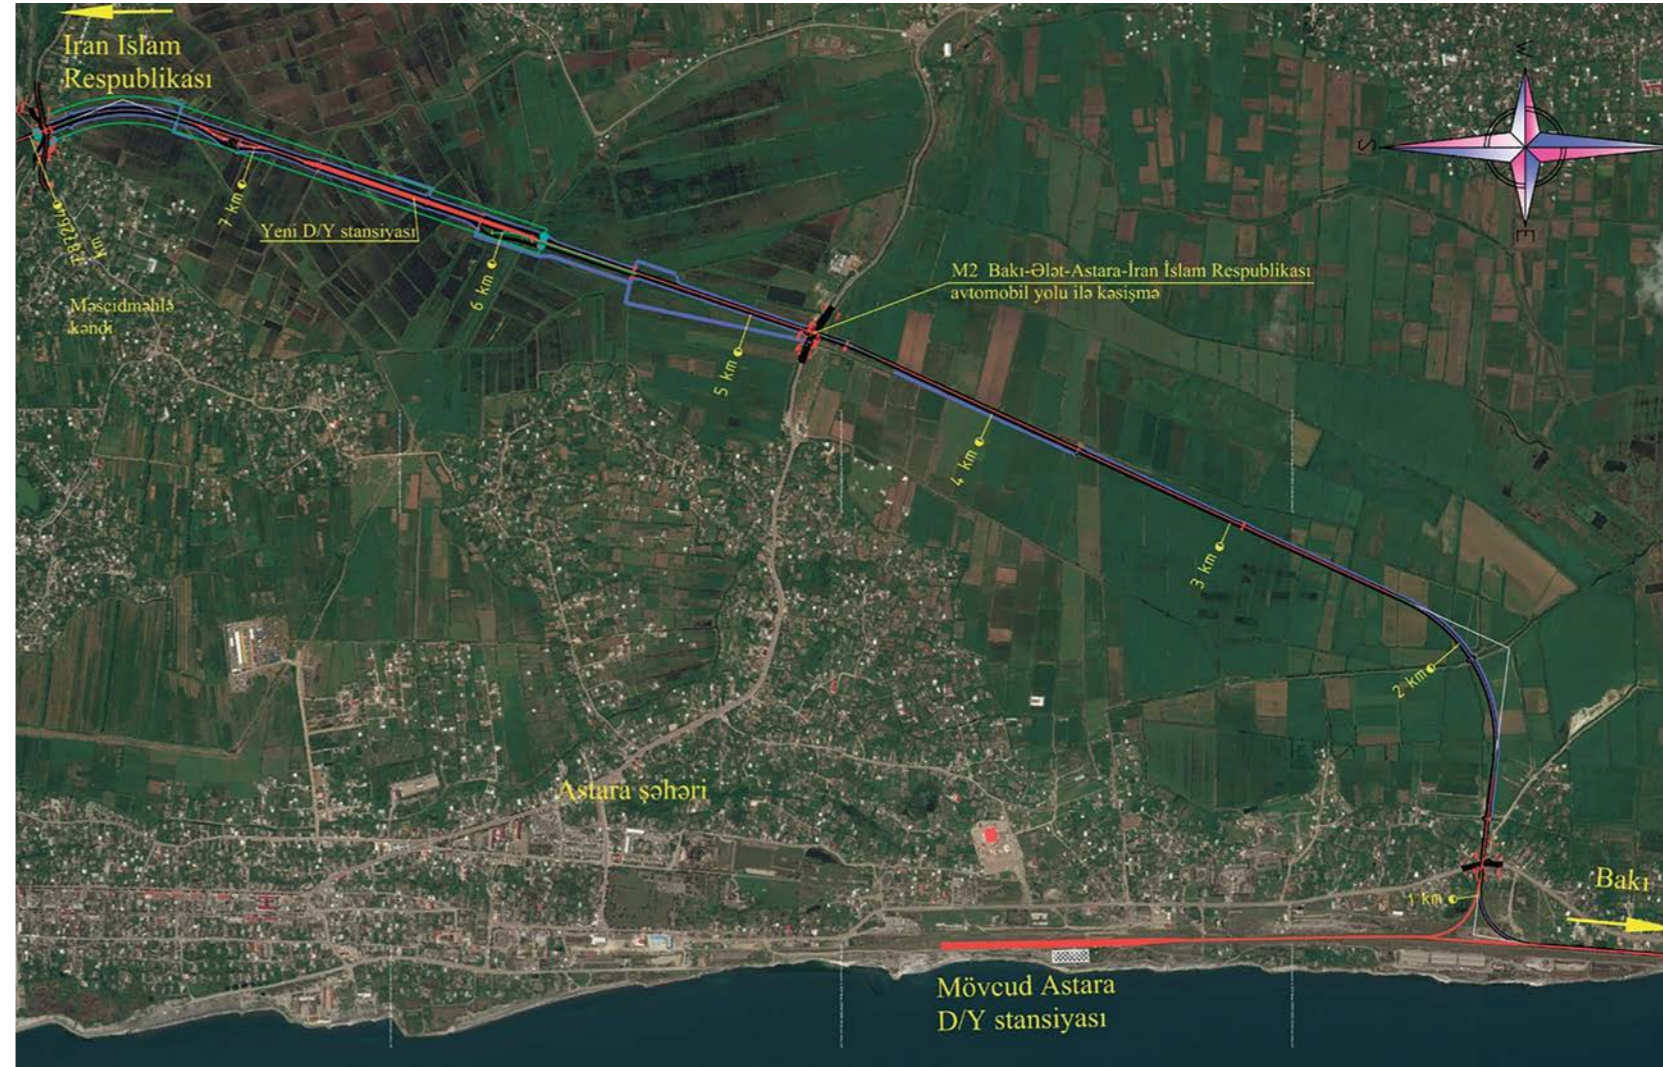 İran İslam
Respublikası
W
S
E
7 km
Yeni D/Y stansiyası
6 km
Məscidməhlə
kəndi
M2 Bakı-Ələt-Astara-İran İslam Respublikası
avtomobil yolu ilə kəsişmə
5 km
4 km
3 km
2 km
Astara şəhəri
1 km
Bakı
Mövcud Astara
D/Y stansiyası